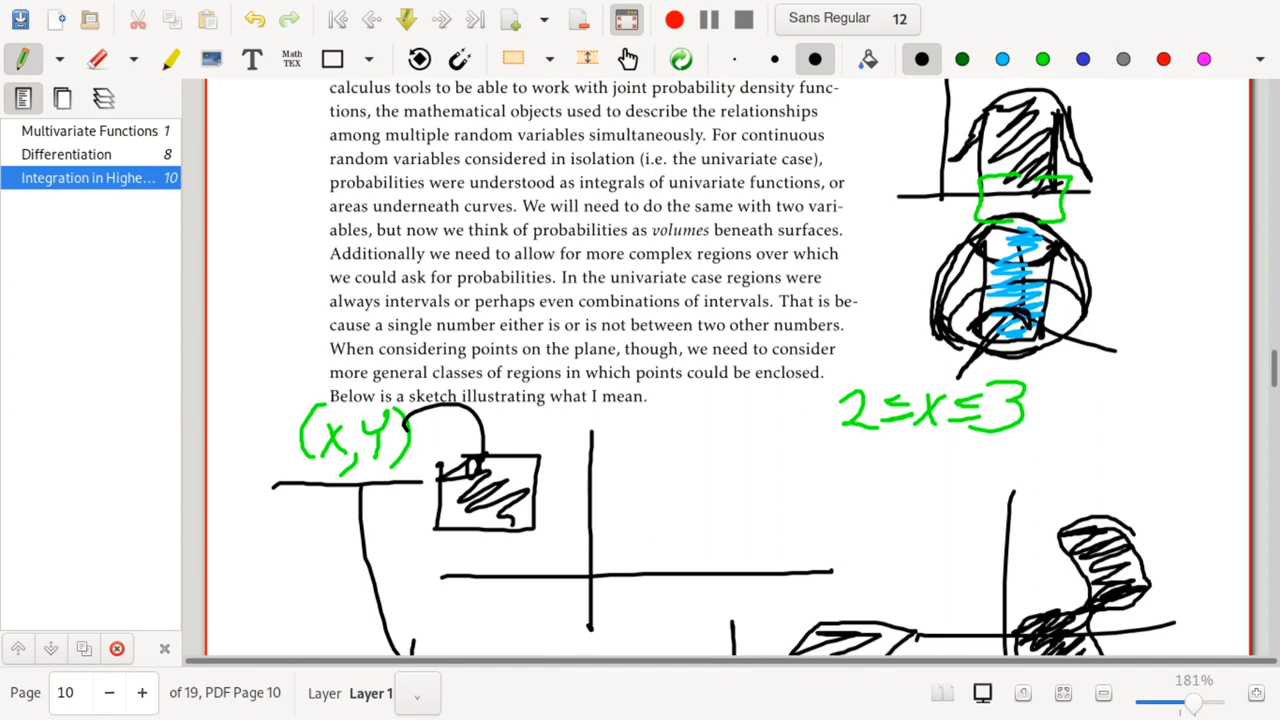 Sans Regular 12
Math
TEX
Multivariate Functions 1
Differentiation 8
Integration in Highe... 10
calculus tools to be able to work with joint probability density func-
tions, the mathematical objects used to describe the relationships
among multiple random variables simultaneously. For continuous
random variables considered in isolation (i.e. the univariate case),
probabilities were understood as integrals of univariate functions, or
areas underneath curves. We will need to do the same with two vari-
ables, but now we think of probabilities as volumes beneath surfaces.
Additionally we need to allow for more complex regions over which
we could ask for probabilities. In the univariate case regions were
always intervals or perhaps even combinations of intervals. That is be-
cause a single number either is or is not between two other numbers.
When considering points on the plane, though, we need to consider
more general classes of regions in which points could be enclosed.
Below is a sketch illustrating what I mean.
2 ≤ x ≤ 3
(X, Y)
Page 10 of 19, PDF Page 10
Layer Layer 1
181%